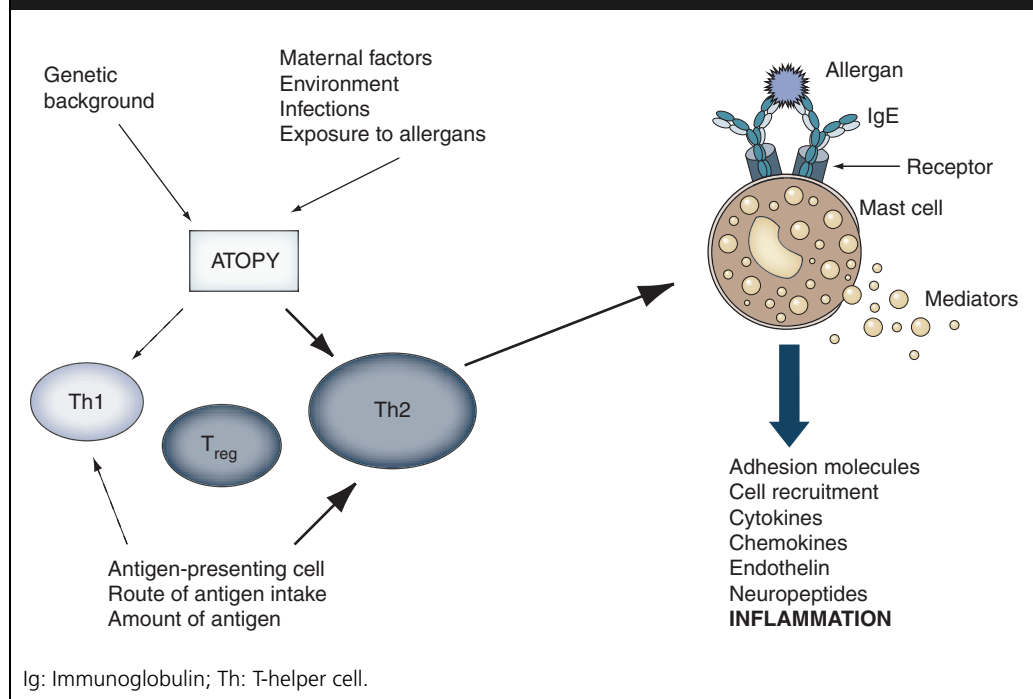 Genetic
background
Maternal factors
Environment
Infections
Exposure to allergans
ATOPY
Th1
Treg
Th2
Antigen-presenting cell
Route of antigen intake
Amount of antigen
Allergan
IgE
Receptor
Mast cell
Mediators
Adhesion molecules
Cell recruitment
Cytokines
Chemokines
Endothelin
Neuropeptides
INFLAMMATION
Ig: Immunoglobulin; Th: T-helper cell.